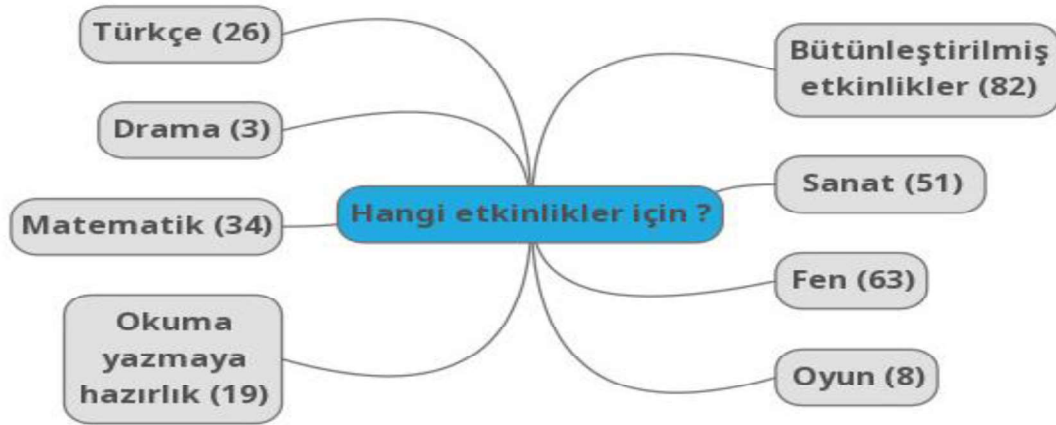 Hangi etkinlikler için ?
Türkçe (26)
Drama (3)
Matematik (34)
Okuma
yazmaya
hazırlık (19)
Bütünleştirilmiş
etkinlikler (82)
Sanat (51)
Fen (63)
Oyun (8)